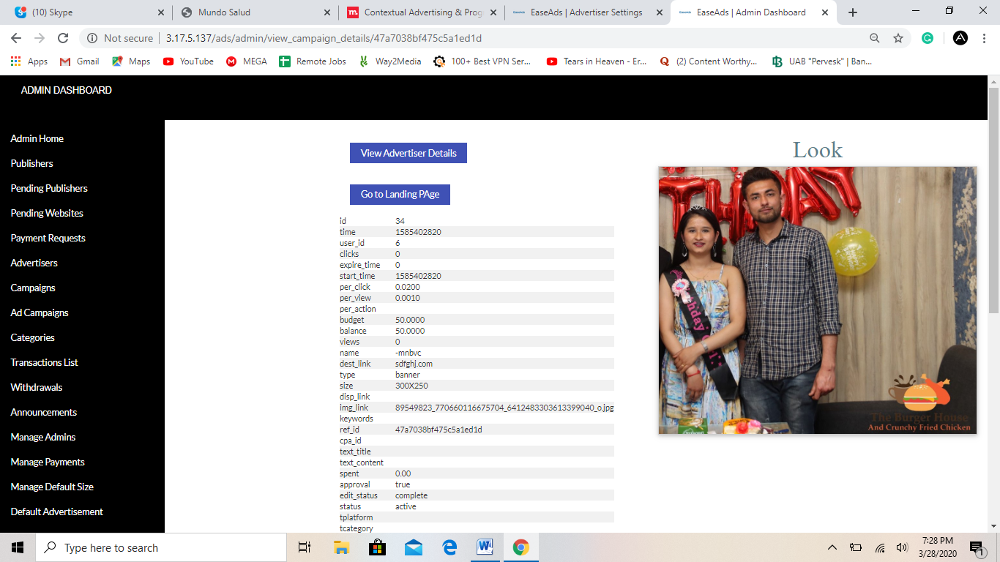 (10) Skype
Mundo Salud
Contextual Advertising & Prog
EaseAds | Advertiser Settings
EaseAds | Admin Dashboard
Not secure | 3.17.5.137/ads/admin/view_campaign_details/47a7038bf475c5a1ed1d
Apps
Gmail
Maps
YouTube
MEGA
Remote Jobs
Way2Media
100+ Best VPN Ser...
Tears in Heaven - Er...
(2) Content Worthy...
UAB "Pervesk" | Ban...
ADMIN DASHBOARD
Admin Home
Publishers
Pending Publishers
Pending Websites
Payment Requests
Advertisers
Campaigns
Ad Campaigns
Categories
Transactions List
Withdrawals
Announcements
Manage Admins
Manage Payments
Manage Default Size
Default Advertisement
View Advertiser Details
Go to Landing PAge
id 34
time 1585402820
user_id 6
clicks 0
expire_time 0
start_time 1585402820
per_click 0.0200
per_view 0.0010
per_action
budget 50.0000
balance 50.0000
views 0
name -mnbvc
dest_link sdfghj.com
type banner
size 300X250
disp_link
img_link 89549823_770660116675704_6412483303613399040_o.jpg
keywords
ref_id 47a7038bf475c5a1ed1d
cpa_id
text_title
text_content
spent 0.00
approval true
edit_status complete
status active
tplatform
tcategory
Look
THDAY
The Burger House
And Crunchy Fried Chicken
Type here to search
7:28 PM
3/28/2020
1